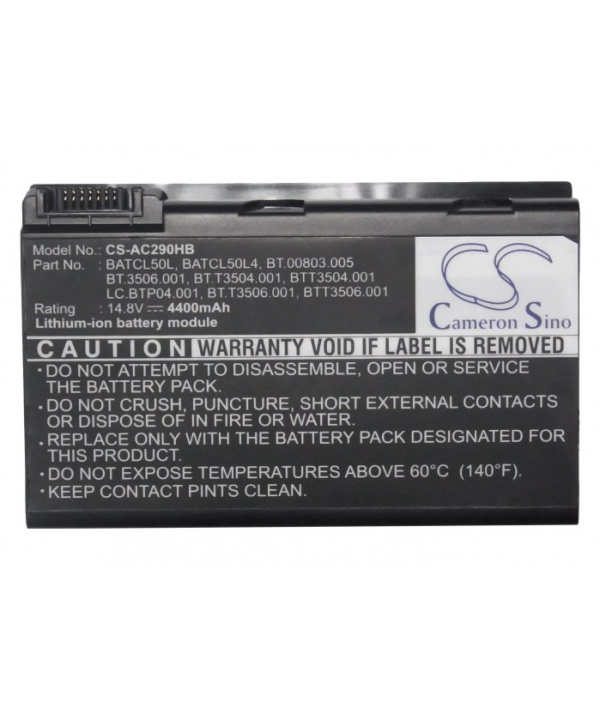 Model No.: CS-AC290HB
Part No. : BATCL50L, BATCL50L4, BT.00803.005
BT.3506.001, BT.T3504.001, BTT3504.001
LC.BTP04.001, BT.T3506.001, BTT3506.001
Rating : 14.8V⎓4400mAh
Lithium-ion battery module
CS
Cameron Sino
CAUTION WARRANTY VOID IF LABEL IS REMOVED
•DO NOT ATTEMPT TO DISASSEMBLE, DISTROY OR ABUSE
THE BATTERY PACK.
•DO NOT CRUSH, PUNCTURE, SHORT EXTERNAL CONTACTS
OR DISPOSE OF IN FIRE OR WATER.
•REPLACE ONLY WITH THE BATTERY PACK DESIGNATED FOR
THIS PRODUCT.
•DO NOT EXPOSE TEMPERATURES ABOVE 60°C (140°F).
•KEEP CONTACT PINTS CLEAN.